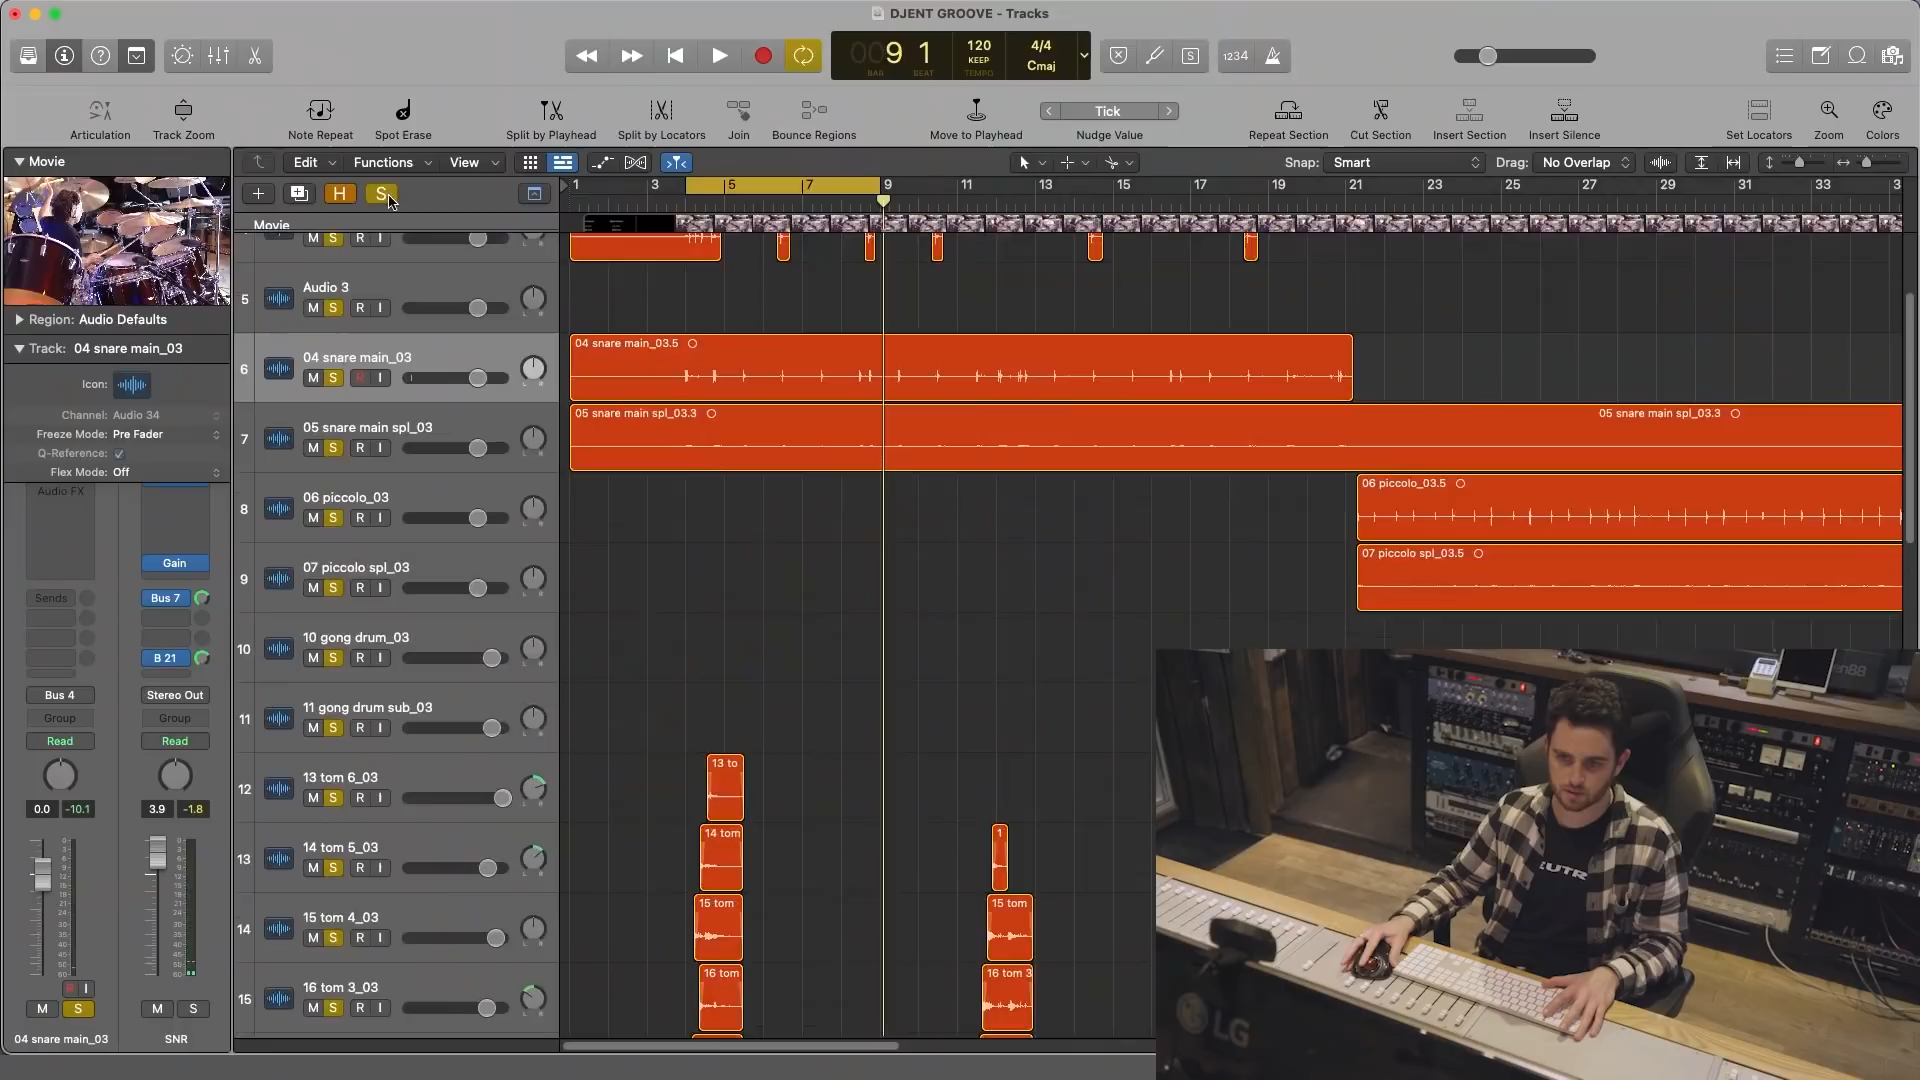 DJENT GROOVE - Tracks
009 1
BAR BEAT
120
KEEP
TEMPO
4/4
Cmaj
1234
Articulation
Track Zoom
Note Repeat
Spot Erase
Split by Playhead
Split by Locators
Join
Bounce Regions
Move to Playhead
Tick
Nudge Value
Repeat Section
Cut Section
Insert Section
Insert Silence
Set Locators
Zoom
Colors
Movie
Edit
Functions
View
Snap: Smart
Drag: No Overlap
H
S
1 3 5 7 9 11 13 15 17 19 21 23 25 27 29 31 33 3
Movie
M S R I
5 Audio 3
M S R I
6 04 snare main_03
M S R I
7 05 snare main spl_03
M S R I
8 06 piccolo_03
M S R I
9 07 piccolo spl_03
M S R I
10 10 gong drum_03
M S R I
11 11 gong drum sub_03
M S R I
12 13 tom 6_03
M S R I
13 14 tom 5_03
M S R I
14 15 tom 4_03
M S R I
15 16 tom 3_03
M S R I
04 snare main_03.5
05 snare main spl_03.3
05 snare main spl_03.3
06 piccolo_03.5
07 piccolo spl_03.5
13 to
14 tom
1
15 tom
15 tom
16 tom
16 tom 3
Region: Audio Defaults
Track: 04 snare main_03
Icon:
Channel: Audio 34
Freeze Mode: Pre Fader
Q-Reference:
Flex Mode: Off
Audio FX
Gain
Sends
Bus 7
B 21
Bus 4
Stereo Out
Group
Group
Read
Read
0.0 -10.1
3.9 -1.8
R I
M S
M S
04 snare main_03
SNR
LG